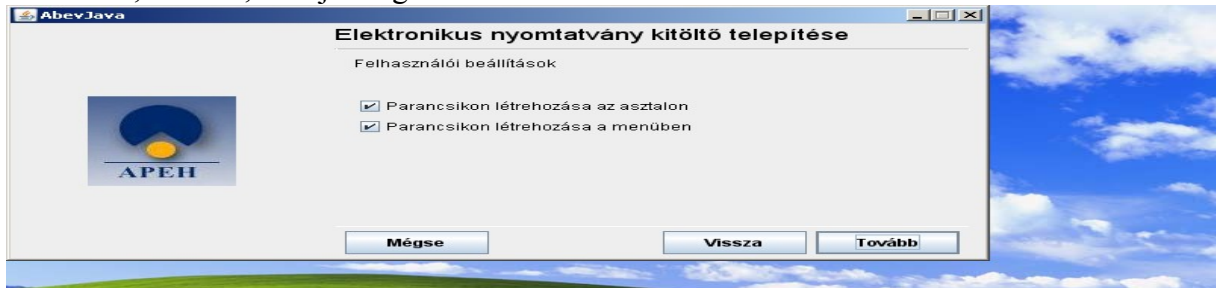 AbevJava
Elektronikus nyomtatvány kitöltő telepítése
Felhasználói beállítások
Parancsikon létrehozása az asztalon
Parancsikon létrehozása a menüben
APEH
Mégse
Vissza
Tovább